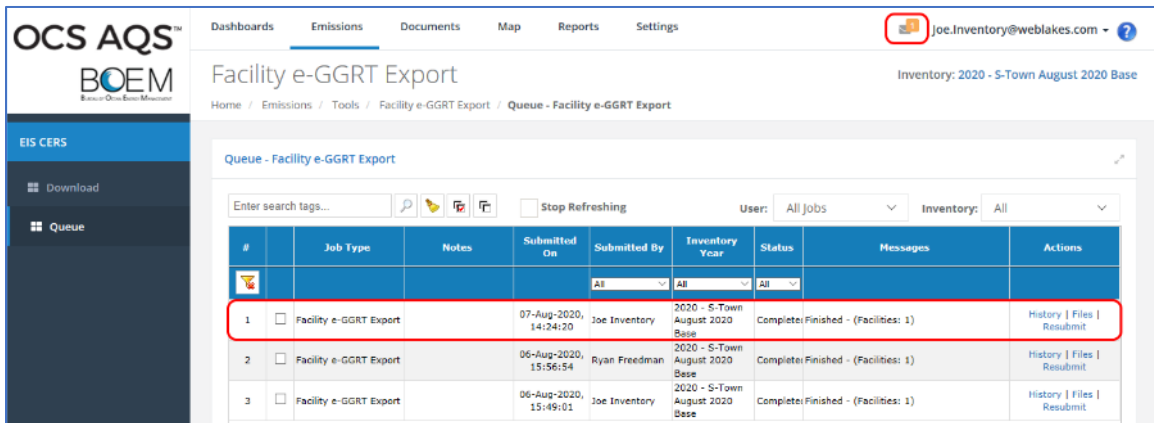 OCS AQS™
BOEM
BUREAU OF OCEAN ENERGY MANAGEMENT
Dashboards Emissions Documents Map Reports Settings
1 Joe.Inventory@weblakes.com ?
Facility e-GGRT Export
Inventory: 2020 - S-Town August 2020 Base
Home / Emissions / Tools / Facility e-GGRT Export / Queue - Facility e-GGRT Export
EIS CERS
Download
Queue
Queue - Facility e-GGRT Export
Enter search tags... Stop Refreshing User: All Jobs Inventory: All
# Job Type Notes Submitted On Submitted By Inventory Year Status Messages Actions
All All All
1 Facility e-GGRT Export 07-Aug-2020, 14:24:20 Joe Inventory 2020 - S-Town August 2020 Base Complete Finished - (Facilities: 1) History | Files | Resubmit
2 Facility e-GGRT Export 06-Aug-2020, 15:56:54 Ryan Freedman 2020 - S-Town August 2020 Base Complete Finished - (Facilities: 1) History | Files | Resubmit
3 Facility e-GGRT Export 06-Aug-2020, 15:49:01 Joe Inventory 2020 - S-Town August 2020 Base Complete Finished - (Facilities: 1) History | Files | Resubmit